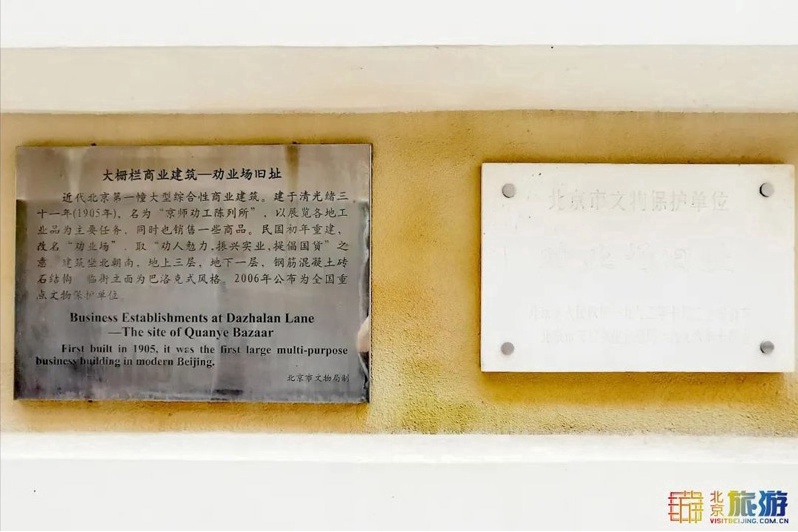 大栅栏商业建筑—劝业场旧址
近代北京第一幢大型综合性商业建筑。建于清光绪三
十一年(1905年)，名为“京师劝工陈列所”，以展览各地工
业品为主要任务，同时也销售一些商品。民国初年重建，
改名“劝业场”，取“劝人勉力，振兴实业，提倡国货”之
意。建筑坐北朝南，地上三层，地下一层，钢筋混凝土砖
石结构，临街主面为巴洛克式风格。2006年公布为全国重
点文物保护单位。
Business Establishments at Dazhalan Lane
—The site of Quanye Bazaar
First built in 1905, it was the first large multi-purpose
business building in modern Beijing.
北京市文物局制
北京市文物保护单位
北京旅游
VISITBEIJING.COM.CN